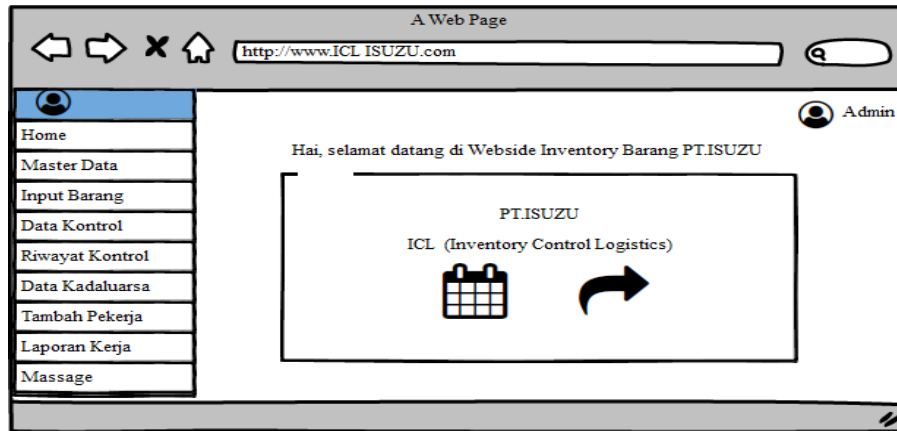 A Web Page
http://www.ICL ISUZU.com
Admin
Home
Master Data
Input Barang
Data Kontrol
Riwayat Kontrol
Data Kadaluarsa
Tambah Pekerja
Laporan Kerja
Massage
Hai, selamat datang di Webside Inventory Barang PT.ISUZU
PT.ISUZU
ICL (Inventory Control Logistics)